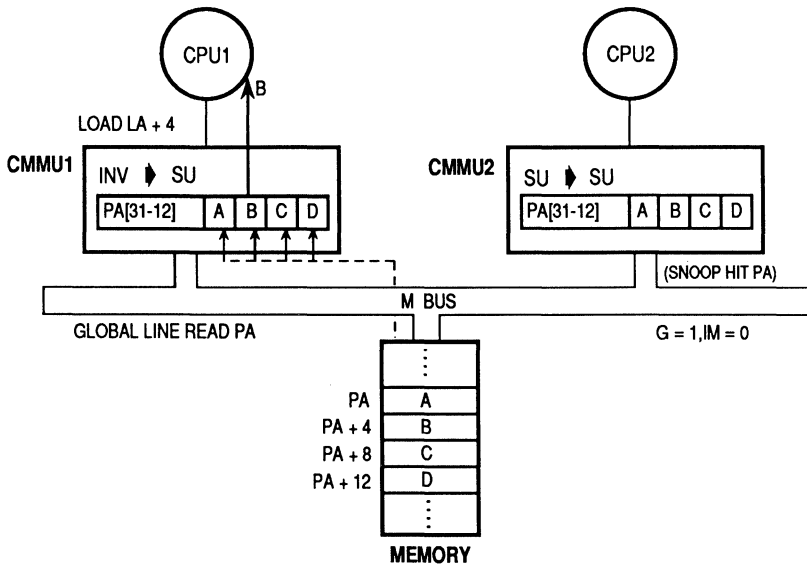 CPU1
CPU2
B
LOAD LA + 4
CMMU1
INV SU
PA[31-12] A B C D
CMMU2
SU SU
PA[31-12] A B C D
(SNOOP HIT PA)
M BUS
GLOBAL LINE READ PA
G = 1,IM = 0
PA A
PA + 4 B
PA + 8 C
PA + 12 D
MEMORY